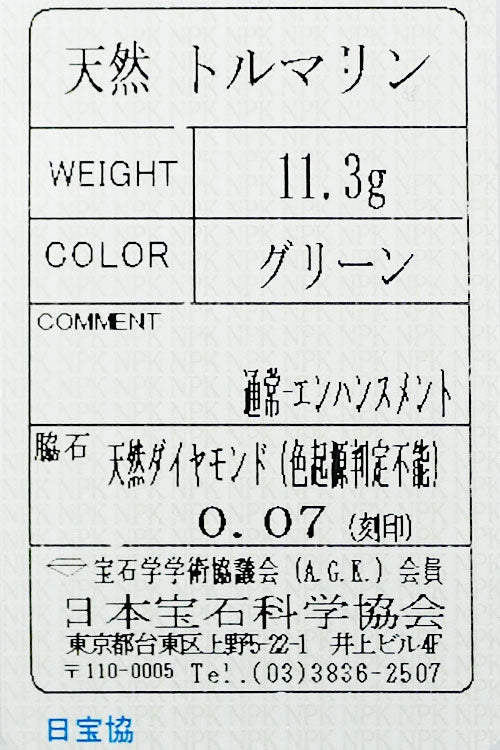 天然 トルマリン
WEIGHT 11.3g
COLOR グリーン
COMMENT
通常-エンハンスメント
脇石 天然ダイヤモンド (色起源判定不能)
0.07 (刻印)
宝石学学術協議会 (A.G.E.) 会員
日本宝石科学協会
東京都台東区上野5-22-1 井上ビル4F
〒110-0005 Tel..(03)3836-2507
日宝協